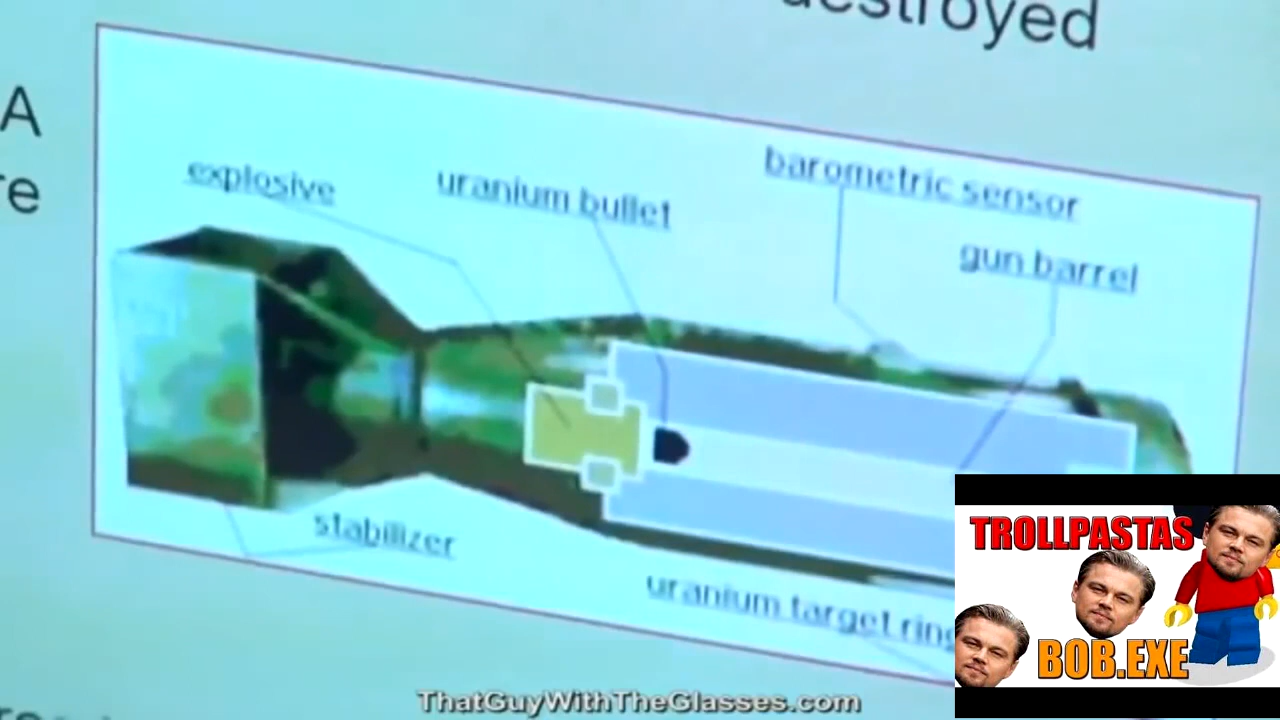 destroyed
A
re
explosive
uranium bullet
barometric sensor
gun barrel
stabilizer
uranium target ring
TROLLPASTAS
BOB.EXE
ThatGuyWithTheGlasses.com